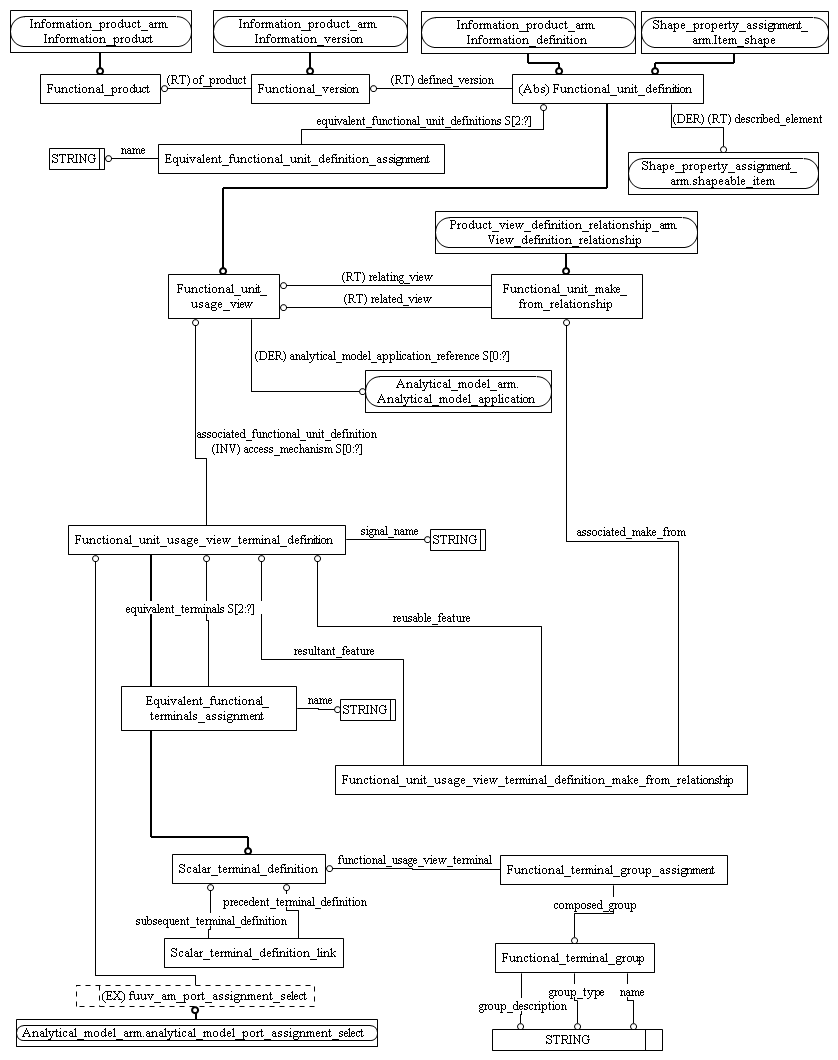 Information_product_arm.
Information_product
Information_product_arm.
Information_version
Information_product_arm.
Information_definition
Shape_property_assignment_
arm.Item_shape
Functional_product
(RT) of_product
Functional_version
(RT) defined_version
(Abs) Functional_unit_definition
equivalent_functional_unit_definitions S[2:?]
(DER) (RT) described_element
STRING
name
Equivalent_functional_unit_definition_assignment
Shape_property_assignment_
arm.shapeable_item
Product_view_definition_relationship_arm.
View_definition_relationship
Functional_unit_
usage_view
(RT) relating_view
(RT) related_view
Functional_unit_make_
from_relationship
(DER) analytical_model_application_reference S[0:?]
Analytical_model_arm.
Analytical_model_application
associated_functional_unit_definition
(INV) access_mechanism S[0:?]
Functional_unit_usage_view_terminal_definition
signal_name
STRING
associated_make_from
equivalent_terminals S[2:?]
reusable_feature
resultant_feature
Equivalent_functional_
terminals_assignment
name
STRING
Functional_unit_usage_view_terminal_definition_make_from_relationship
Scalar_terminal_definition
functional_usage_view_terminal
Functional_terminal_group_assignment
precedent_terminal_definition
subsequent_terminal_definition
composed_group
Scalar_terminal_definition_link
Functional_terminal_group
(EX) fuuv_am_port_assignment_select
group_type
name
group_description
Analytical_model_arm.analytical_model_port_assignment_select
STRING